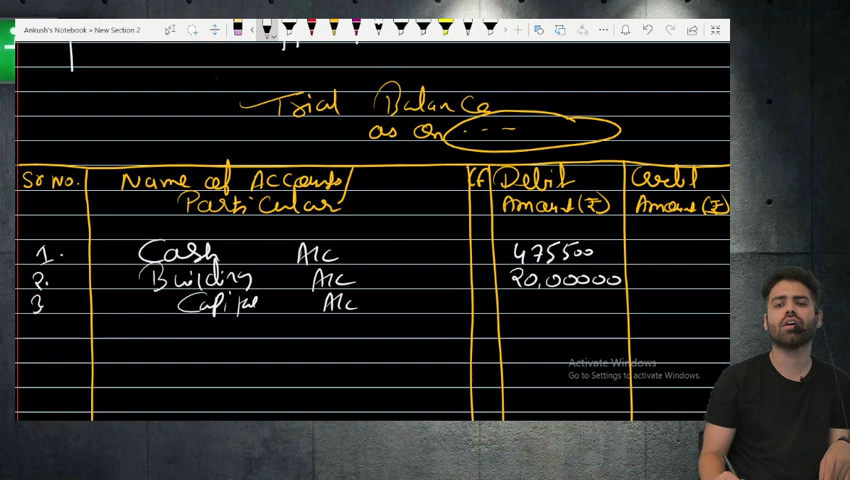 Ankush's Notebook » New Section 2
Trial Balance
as on ---
Sr No. Name of Accounts/ Debit Credit
Particular Amount (₹) Amount (₹)
1. Cash A/c 475500
2. Building A/c 20,00000
3 Capital A/c
Activate Windows
Go to Settings to activate Windows.